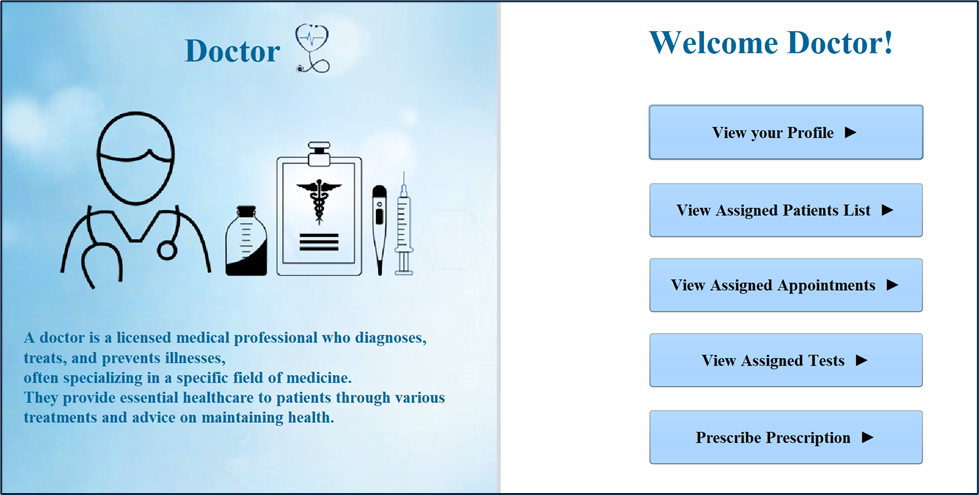 Doctor
A doctor is a licensed medical professional who diagnoses,
treats, and prevents illnesses,
often specializing in a specific field of medicine.
They provide essential healthcare to patients through various
treatments and advice on maintaining health.
Welcome Doctor!
View your Profile ►
View Assigned Patients List ►
View Assigned Appointments ►
View Assigned Tests ►
Prescribe Prescription ►